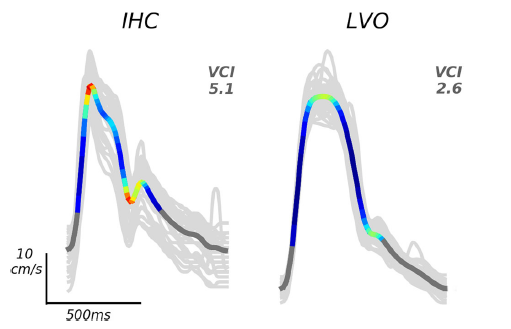 IHC
LVO
VCI
5.1
VCI
2.6
10
cm/s
500ms